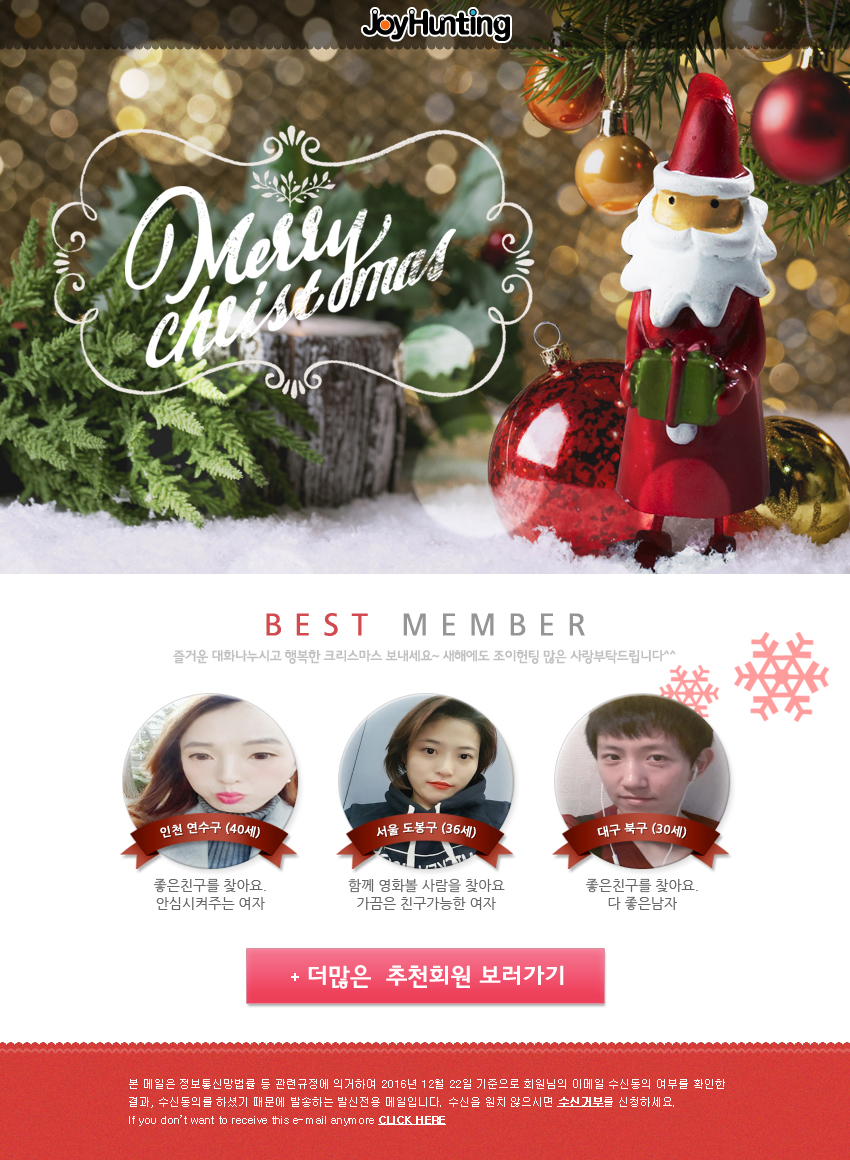 JoyHunting
Merry
christmas
BEST MEMBER
즐거운 대화나누시고 행복한 크리스마스 보내세요~ 새해에도 조이헌팅 많은 사랑부탁드립니다^^
인천 연수구 (40세)
서울 도봉구 (36세)
대구 북구 (30세)
좋은친구를 찾아요.
안심시켜주는 여자
함께 영화볼 사람을 찾아요
가끔은 친구가능한 여자
좋은친구를 찾아요.
다 좋은남자
+ 더많은 추천회원 보러가기
본 메일은 정보통신망법률 등 관련규정에 의거하여 2016년 12월 22일 기준으로 회원님의 이메일 수신동의 여부를 확인한
결과, 수신동의를 하셨기 때문에 발송하는 발신전용 메일입니다. 수신을 원치 않으시면 수신거부를 신청하세요.
If you don't want to receive this e-mail anymore CLICK HERE